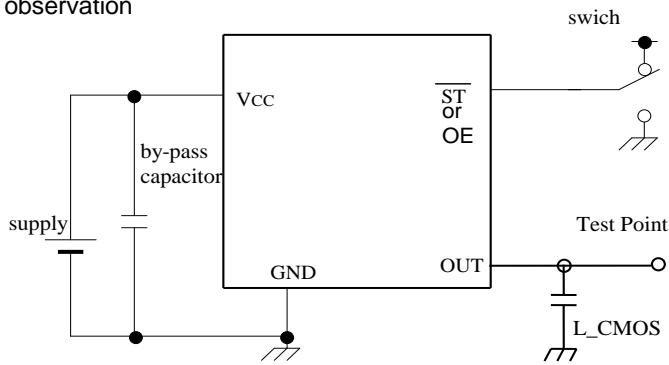 observation
swich
VCC
ST
or
OE
by-pass
capacitor
supply
Test Point
GND
OUT
L_CMOS